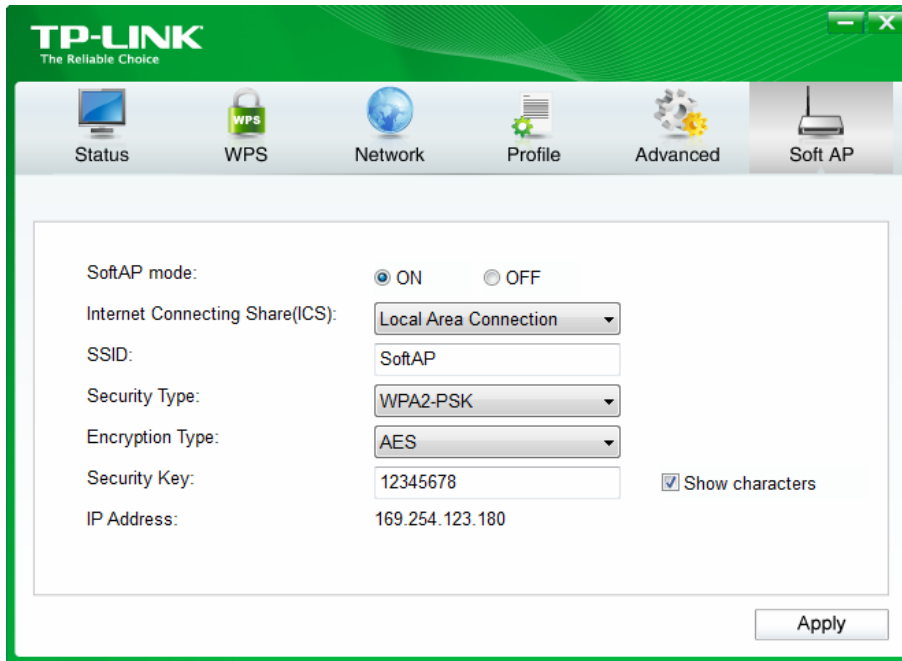 TP-LINK
The Reliable Choice
WPS
Status WPS Network Profile Advanced Soft AP
SoftAP mode: ON OFF
Internet Connecting Share(ICS): Local Area Connection
SSID: SoftAP
Security Type: WPA2-PSK
Encryption Type: AES
Security Key: 12345678 Show characters
IP Address: 169.254.123.180
Apply